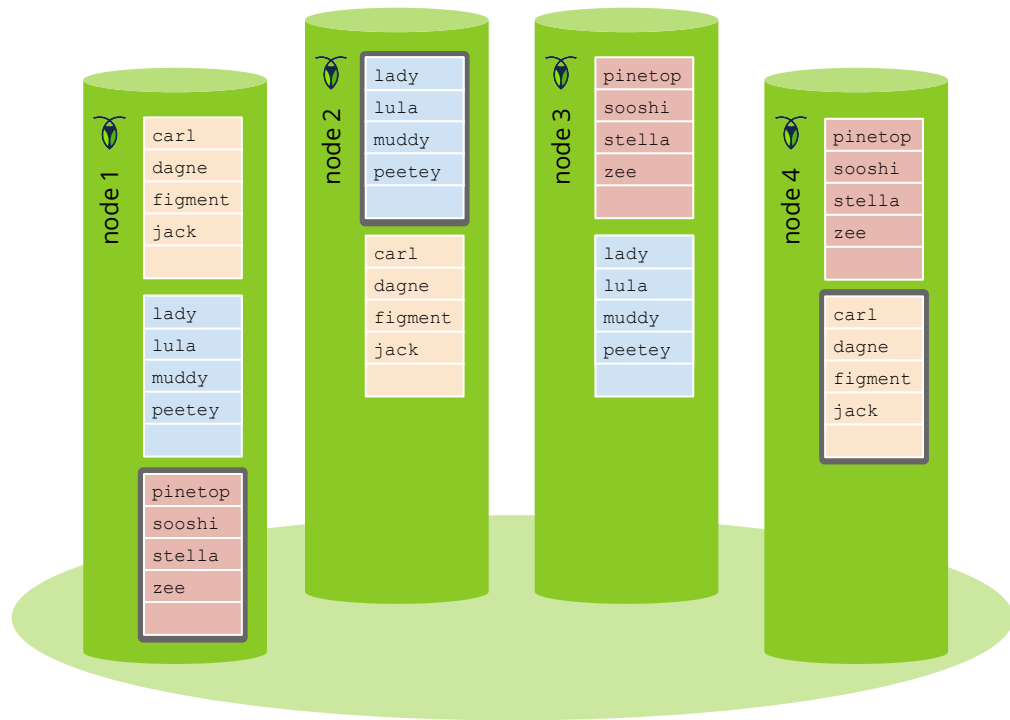 node 1
carl
dagne
figment
jack
lady
lula
muddy
peetey
pinetop
sooshi
stella
zee
node 2
lady
lula
muddy
peetey
carl
dagne
figment
jack
node 3
pinetop
sooshi
stella
zee
lady
lula
muddy
peetey
node 4
pinetop
sooshi
stella
zee
carl
dagne
figment
jack